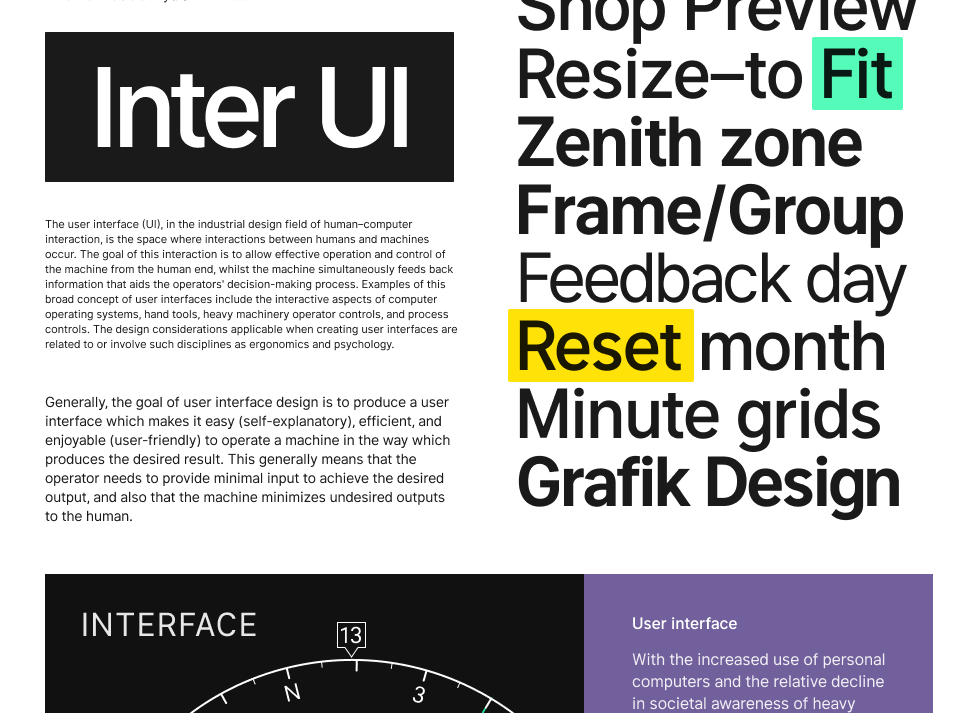 Inter UI
The user interface (UI), in the industrial design field of human–computer
interaction, is the space where interactions between humans and machines
occur. The goal of this interaction is to allow effective operation and control of
the machine from the human end, whilst the machine simultaneously feeds back
information that aids the operators' decision-making process. Examples of this
broad concept of user interfaces include the interactive aspects of computer
operating systems, hand tools, heavy machinery operator controls, and process
controls. The design considerations applicable when creating user interfaces are
related to or involve such disciplines as ergonomics and psychology.
Generally, the goal of user interface design is to produce a user
interface which makes it easy (self-explanatory), efficient, and
enjoyable (user-friendly) to operate a machine in the way which
produces the desired result. This generally means that the
operator needs to provide minimal input to achieve the desired
output, and also that the machine minimizes undesired outputs
to the human.
Shop Preview
Resize–to Fit
Zenith zone
Frame/Group
Feedback day
Reset month
Minute grids
Grafik Design
INTERFACE
13
N
3
User interface
With the increased use of personal
computers and the relative decline
in societal awareness of heavy